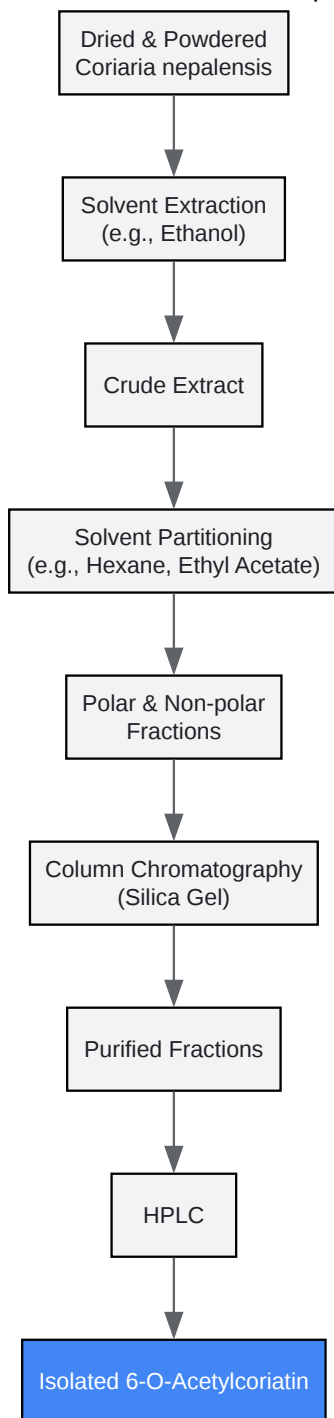 Dried & Powdered
Coriaria nepalensis
Solvent Extraction
(e.g., Ethanol)
Crude Extract
Solvent Partitioning
(e.g., Hexane, Ethyl Acetate)
Polar & Non-polar
Fractions
Column Chromatography
(Silica Gel)
Purified Fractions
HPLC
Isolated 6-O-Acetylcoriatin